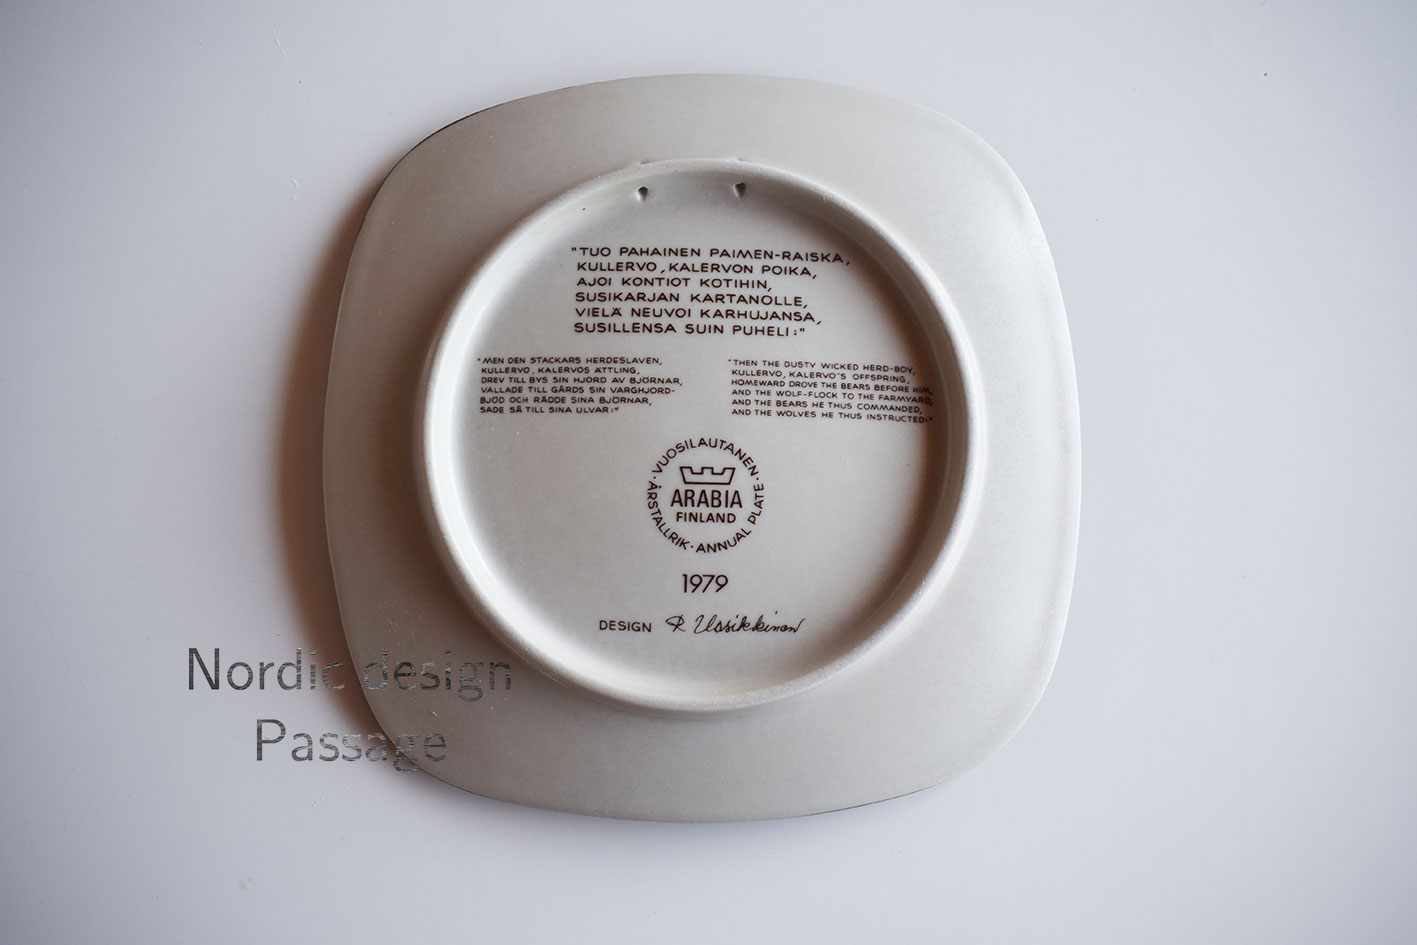 "TUO PAHAINEN PAIMEN-RAISKA,
KULLERVO, KALERVON POIKA,
AJOI KONTIOT KOTIHIN,
SUSIKARJAN KARTANOLLE,
VIELÄ NEUVOI KARHUJANSA,
SUSILLENSA SUIN PUHELI:"
"MEN DEN STACKARS HERDESLAVEN,
KULLERVO, KALERVOS ÄTTLING,
DREV TILL BYS SIN HJORD AV BJÖRNAR,
VALLADE TILL GÅRDS SIN VARGHJORD-
BJÖD OCH RÄDDE SINA BJÖRNAR,
SADE SÅ TILL SINA ULVAR:"
"THEN THE DUSTY WICKED HERD-BOY,
KULLERVO, KALERVO'S OFFSPRING,
HOMEWARD DROVE THE BEARS BEFORE HIM,
AND THE WOLF-FLOCK TO THE FARMYARD,
AND THE BEARS HE THUS COMMANDED,
AND THE WOLVES HE THUS INSTRUCTED:"
· VUOSILAUTANEN ·
ARABIA
FINLAND
ÅRSTALLRIK · ANNUAL PLATE
1979
DESIGN R Uosikkinen
Nordic design
Passage